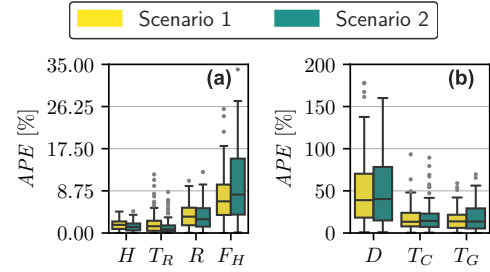 Scenario 1 Scenario 2
(a)
APE [%]
35.00
26.25
17.50
8.75
0.00
H T_R R F_H
(b)
APE [%]
200
150
100
50
0
D T_C T_G